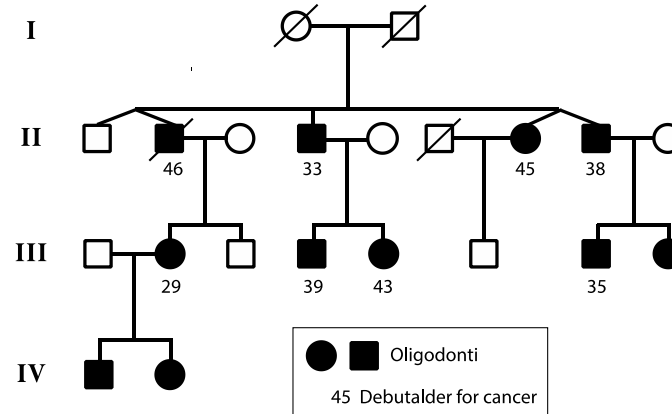 I
II
46 33 45 38
III
29 39 43 35
IV
Oligodonti
45 Debutalder for cancer